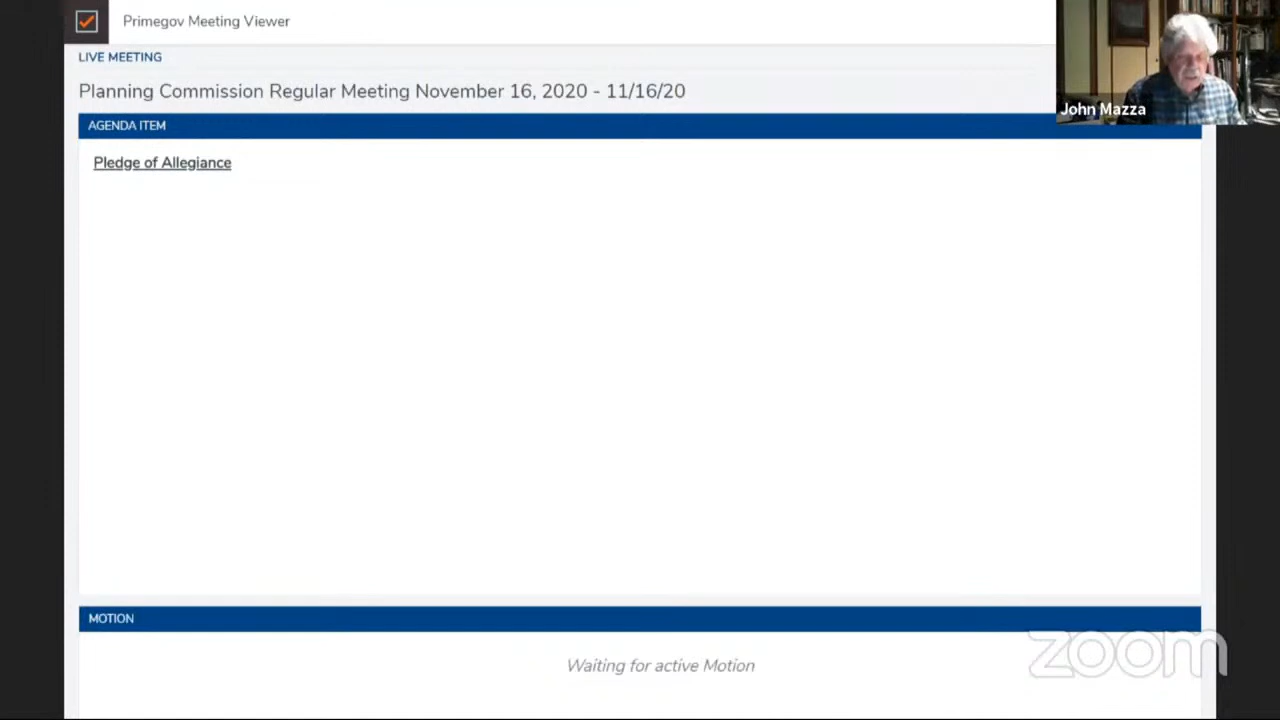 Primegov Meeting Viewer
LIVE MEETING
Planning Commission Regular Meeting November 16, 2020 - 11/16/20
John Mazza
AGENDA ITEM
Pledge of Allegiance
MOTION
Waiting for active Motion
zoom